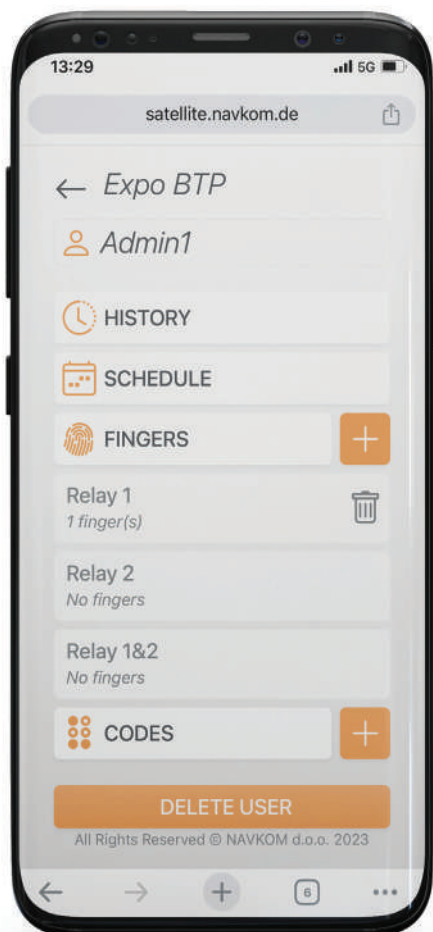 13:29
5G
satellite.navkom.de
← Expo BTP
Admin1
HISTORY
SCHEDULE
FINGERS +
Relay 1
1 finger(s)
Relay 2
No fingers
Relay 1&2
No fingers
CODES +
DELETE USER
All Rights Reserved © NAVKOM d.o.o. 2023
← → + 6 •••